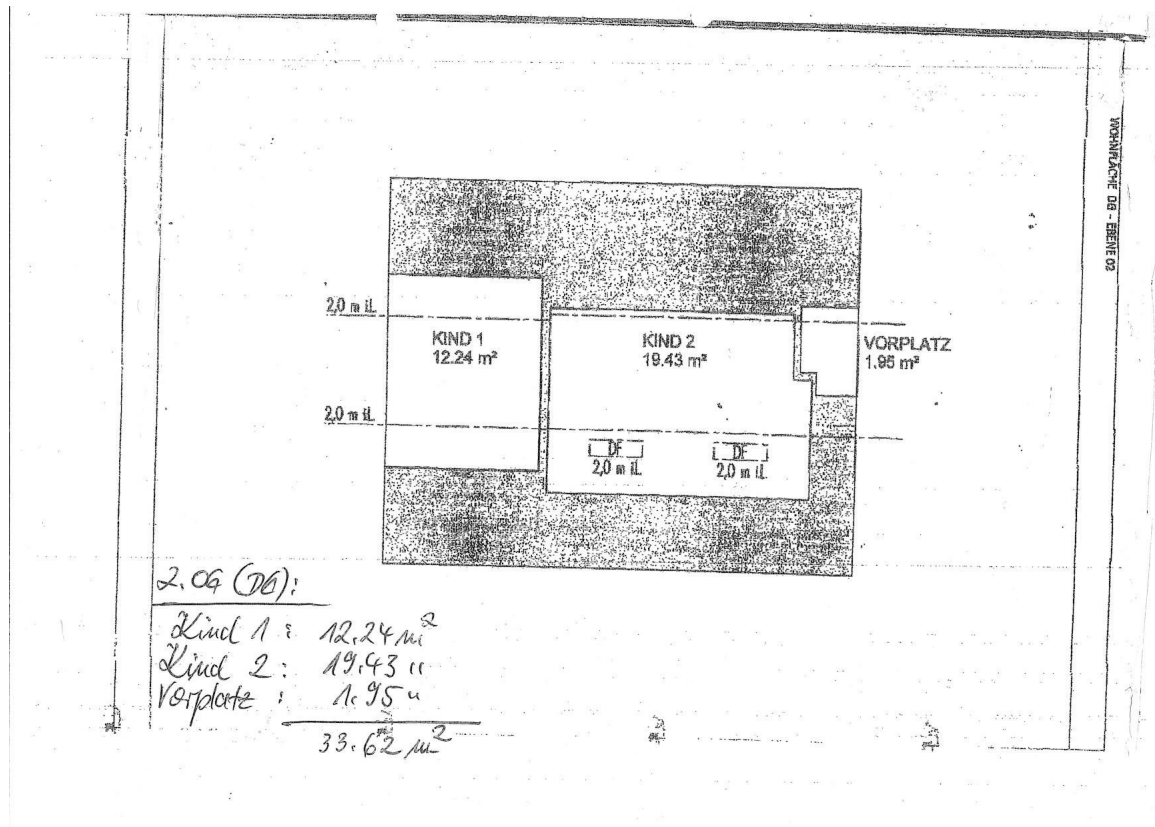 WOHNFLÄCHE DG - EBENE 02
2,0 m iL
KIND 1
12.24 m²
KIND 2
19.43 m²
VORPLATZ
1.95 m²
2,0 m iL
DF
2,0 m iL
DF
2,0 m iL
2. OG (DG):
Kind 1 : 12.24 m²
Kind 2 : 19.43 "
Vorplatz : 1.95 "
33.62 m²